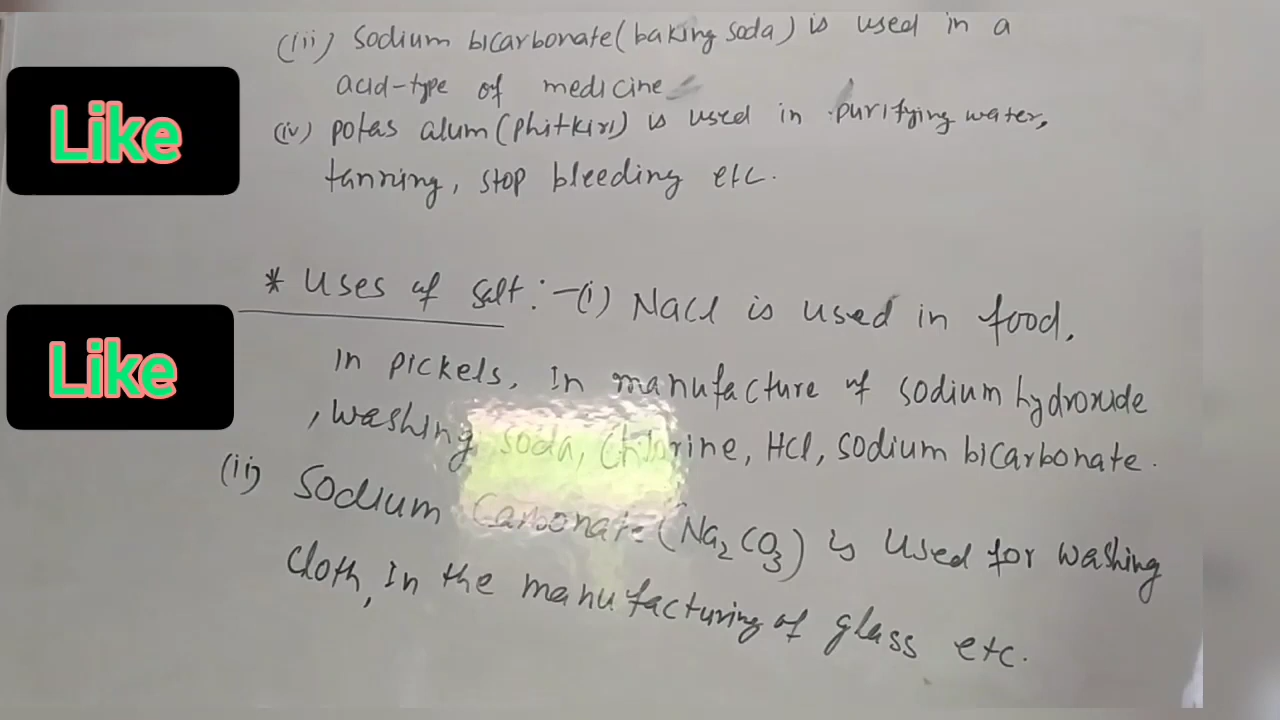 (iii) Sodium bicarbonate(baking soda) is used in a
acid-type of medicine
(iv) potas alum(Phitkiri) is used in purifying water,
tanning, stop bleeding etc.
* Uses of Salt:-(i) NaCl is used in food,
In pickels, In manufacture of sodium hydroxide
, washing soda, Chlorine, HCl, sodium bicarbonate.
(ii) Sodium Carbonate(Na₂CO₃) is used for washing
Cloth, In the manufacturing of glass etc.
Like
Like